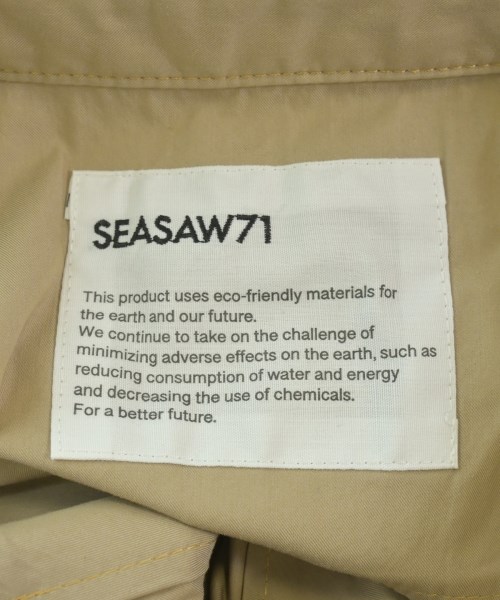 SEASAW71
This product uses eco-friendly materials for
the earth and our future.
We continue to take on the challenge of
minimizing adverse effects on the earth, such as
reducing consumption of water and energy
and decreasing the use of chemicals.
For a better future.